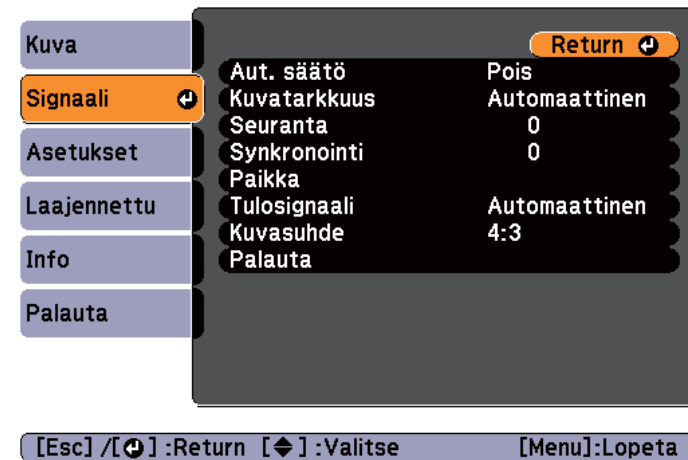 Kuva
Signaali
Asetukset
Laajennettu
Info
Palauta
Return
Aut. säätö Pois
Kuvatarkkuus Automaattinen
Seuranta 0
Synkronointi 0
Paikka
Tulosignaali Automaattinen
Kuvasuhde 4:3
Palauta
[Esc] /[⏎] :Return [◆] :Valitse [Menu]:Lopeta